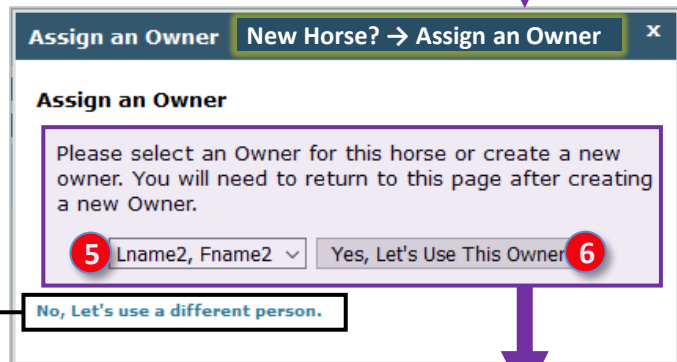 Assign an Owner New Horse? → Assign an Owner x
Assign an Owner
Please select an Owner for this horse or create a new
owner. You will need to return to this page after creating
a new Owner.
5 Lname2, Fname2 Yes, Let's Use This Owner 6
No, Let's use a different person.